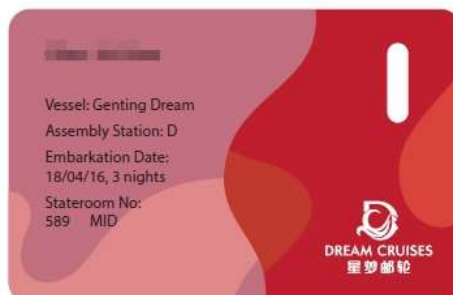 Vessel: Genting Dream
Assembly Station: D
Embarkation Date:
18/04/16, 3 nights
Stateroom No:
589 MID
DREAM CRUISES
星梦邮轮